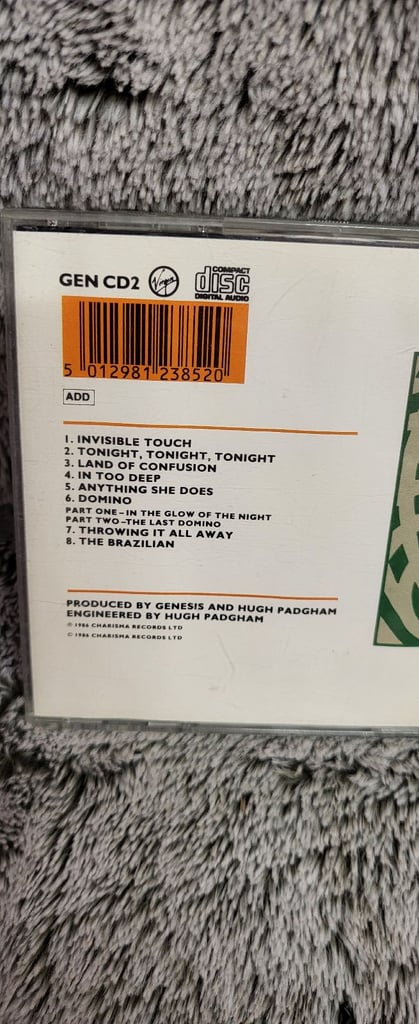 GEN CD2 Virgin COMPACT disc DIGITAL AUDIO
5 012981 238520
ADD
1. INVISIBLE TOUCH
2. TONIGHT, TONIGHT, TONIGHT
3. LAND OF CONFUSION
4. IN TOO DEEP
5. ANYTHING SHE DOES
6. DOMINO
PART ONE–IN THE GLOW OF THE NIGHT
PART TWO–THE LAST DOMINO
7. THROWING IT ALL AWAY
8. THE BRAZILIAN
PRODUCED BY GENESIS AND HUGH PADGHAM
ENGINEERED BY HUGH PADGHAM
℗ 1986 CHARISMA RECORDS LTD
© 1986 CHARISMA RECORDS LTD